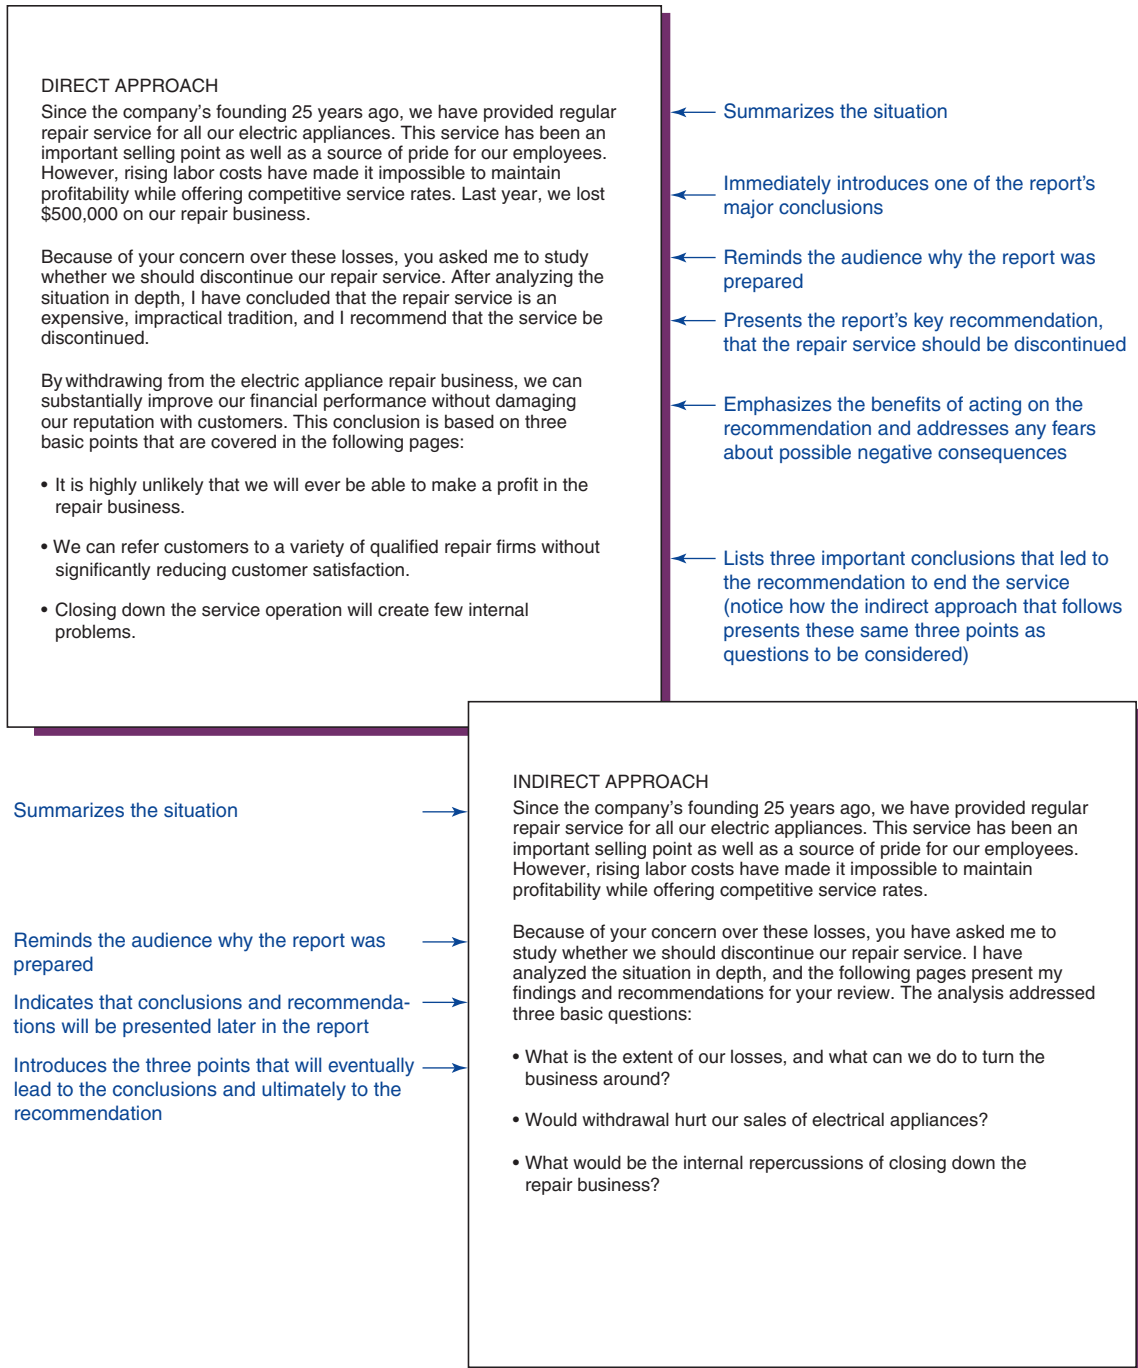 DIRECT APPROACH
Since the company's founding 25 years ago, we have provided regular
repair service for all our electric appliances. This service has been an
important selling point as well as a source of pride for our employees.
However, rising labor costs have made it impossible to maintain
profitability while offering competitive service rates. Last year, we lost
$500,000 on our repair business.
Because of your concern over these losses, you asked me to study
whether we should discontinue our repair service. After analyzing the
situation in depth, I have concluded that the repair service is an
expensive, impractical tradition, and I recommend that the service be
discontinued.
By withdrawing from the electric appliance repair business, we can
substantially improve our financial performance without damaging
our reputation with customers. This conclusion is based on three
basic points that are covered in the following pages:
• It is highly unlikely that we will ever be able to make a profit in the
repair business.
• We can refer customers to a variety of qualified repair firms without
significantly reducing customer satisfaction.
• Closing down the service operation will create few internal
problems.
Summarizes the situation
Immediately introduces one of the report's
major conclusions
Reminds the audience why the report was
prepared
Presents the report's key recommendation,
that the repair service should be discontinued
Emphasizes the benefits of acting on the
recommendation and addresses any fears
about possible negative consequences
Lists three important conclusions that led to
the recommendation to end the service
(notice how the indirect approach that follows
presents these same three points as
questions to be considered)
Summarizes the situation
Reminds the audience why the report was
prepared
Indicates that conclusions and recommenda-
tions will be presented later in the report
Introduces the three points that will eventually
lead to the conclusions and ultimately to the
recommendation
INDIRECT APPROACH
Since the company's founding 25 years ago, we have provided regular
repair service for all our electric appliances. This service has been an
important selling point as well as a source of pride for our employees.
However, rising labor costs have made it impossible to maintain
profitability while offering competitive service rates.
Because of your concern over these losses, you have asked me to
study whether we should discontinue our repair service. I have
analyzed the situation in depth, and the following pages present my
findings and recommendations for your review. The analysis addressed
three basic questions:
• What is the extent of our losses, and what can we do to turn the
business around?
• Would withdrawal hurt our sales of electrical appliances?
• What would be the internal repercussions of closing down the
repair business?